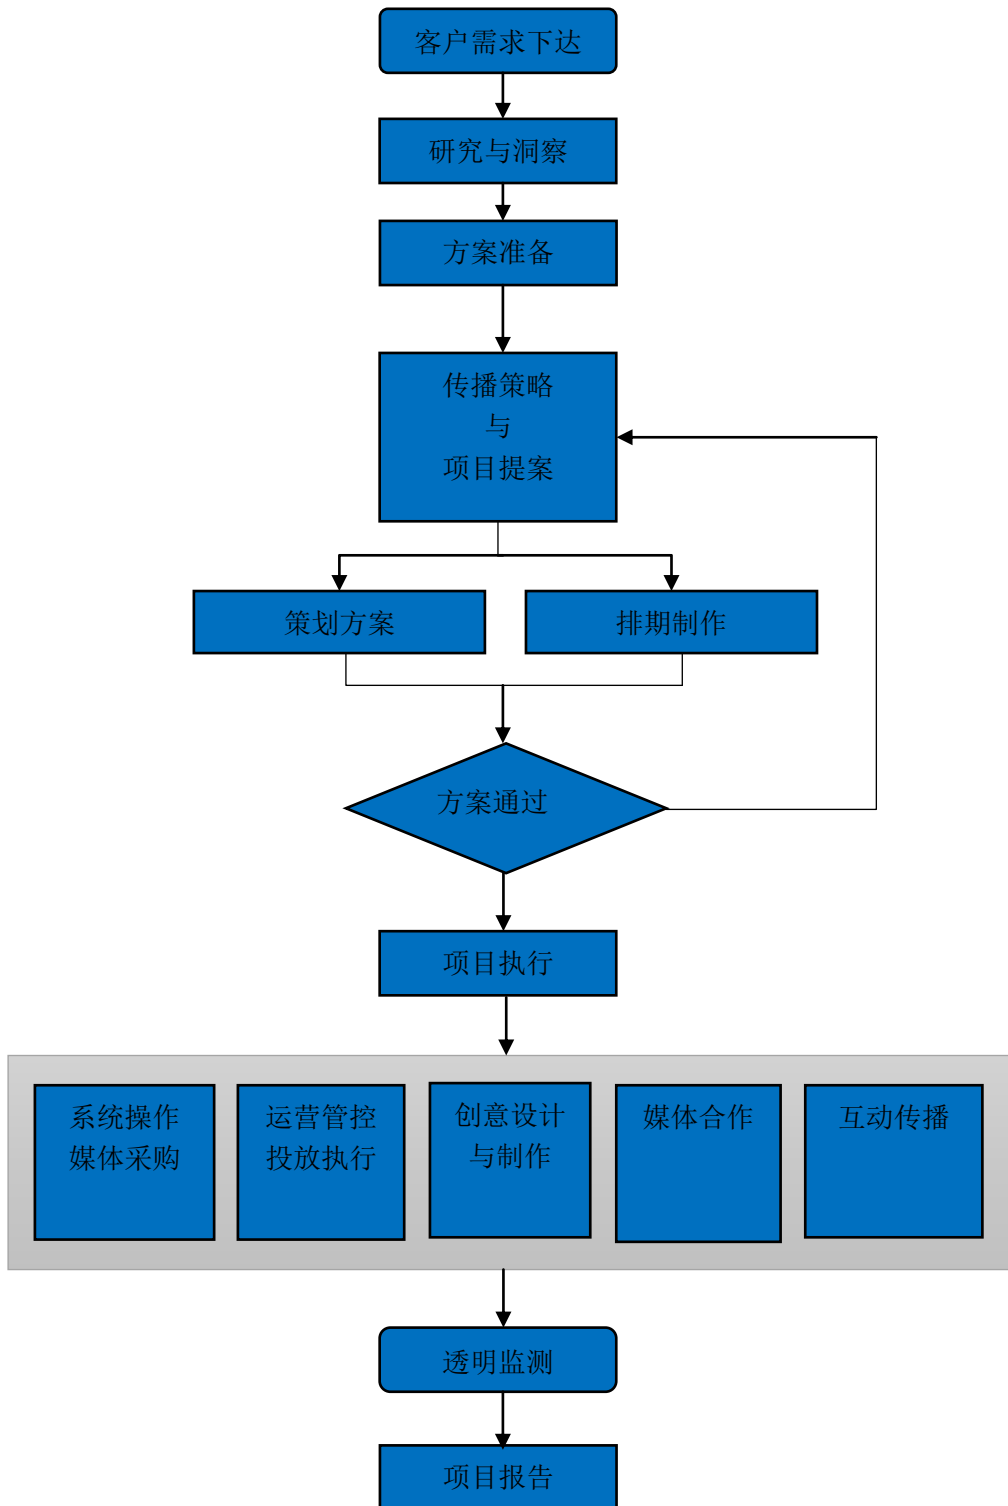 客户需求下达
研究与洞察
方案准备
传播策略
与
项目提案
策划方案
排期制作
方案通过
项目执行
系统操作
媒体采购
运营管控
投放执行
创意设计
与制作
媒体合作
互动传播
透明监测
项目报告